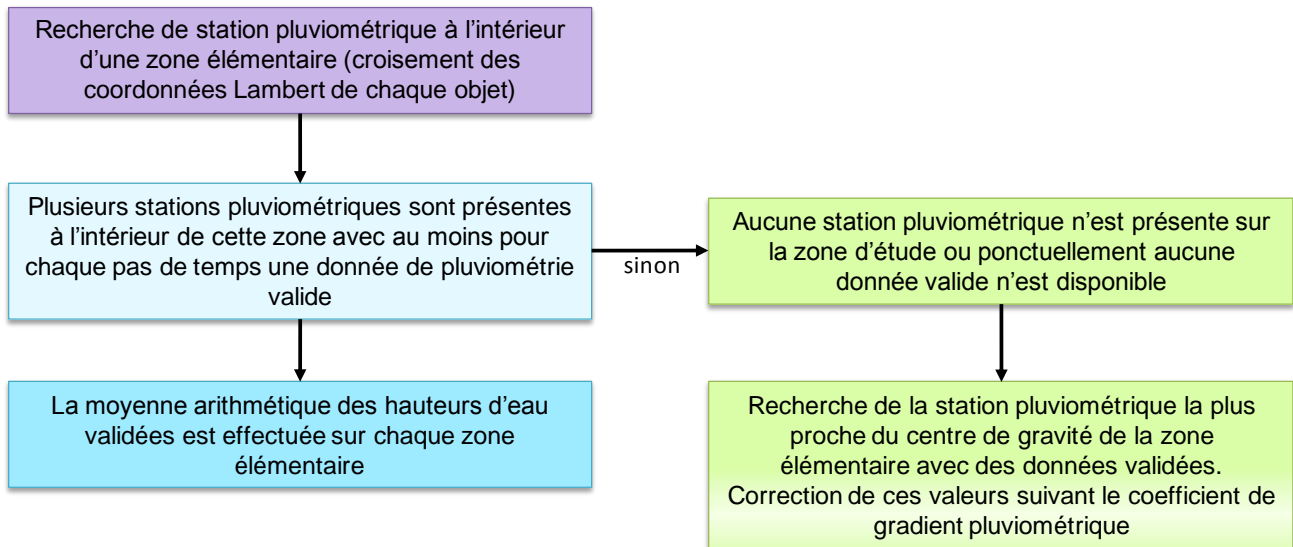 Recherche de station pluviométrique à l’intérieur
d’une zone élémentaire (croisement des
coordonnées Lambert de chaque objet)
Plusieurs stations pluviométriques sont présentes
à l’intérieur de cette zone avec au moins pour
chaque pas de temps une donnée de pluviométrie
valide
sinon
Aucune station pluviométrique n’est présente sur
la zone d’étude ou ponctuellement aucune
donnée valide n’est disponible
La moyenne arithmétique des hauteurs d’eau
validées est effectuée sur chaque zone
élémentaire
Recherche de la station pluviométrique la plus
proche du centre de gravité de la zone
élémentaire avec des données validées.
Correction de ces valeurs suivant le coefficient de
gradient pluviométrique